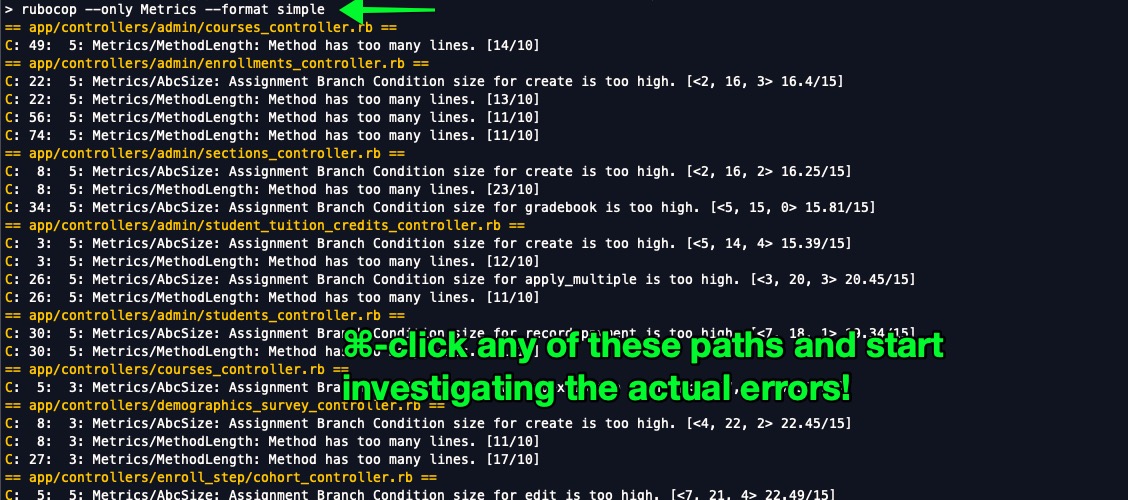 > rubocop --only Metrics --format simple
== app/controllers/admin/courses_controller.rb ==
C: 49:  5: Metrics/MethodLength: Method has too many lines. [14/10]
== app/controllers/admin/enrollments_controller.rb ==
C: 22:  5: Metrics/AbcSize: Assignment Branch Condition size for create is too high. [<2, 16, 3> 16.4/15]
C: 22:  5: Metrics/MethodLength: Method has too many lines. [13/10]
C: 56:  5: Metrics/MethodLength: Method has too many lines. [11/10]
C: 74:  5: Metrics/MethodLength: Method has too many lines. [11/10]
== app/controllers/admin/sections_controller.rb ==
C:  8:  5: Metrics/AbcSize: Assignment Branch Condition size for create is too high. [<2, 16, 2> 16.25/15]
C:  8:  5: Metrics/MethodLength: Method has too many lines. [23/10]
C: 34:  5: Metrics/AbcSize: Assignment Branch Condition size for gradebook is too high. [<5, 15, 0> 15.81/15]
== app/controllers/admin/student_tuition_credits_controller.rb ==
C:  3:  5: Metrics/AbcSize: Assignment Branch Condition size for create is too high. [<5, 14, 4> 15.39/15]
C:  3:  5: Metrics/MethodLength: Method has too many lines. [12/10]
C: 26:  5: Metrics/AbcSize: Assignment Branch Condition size for apply_multiple is too high. [<3, 20, 3> 20.45/15]
C: 26:  5: Metrics/MethodLength: Method has too many lines. [11/10]
== app/controllers/admin/students_controller.rb ==
C: 30:  5: Metrics/AbcSize: Assignment Branch Condition size for record_payment is too high. [<7, 18, 1> 19.34/15]
C: 30:  5: Metrics/MethodLength: Method has
⌘-click any of these paths and start
== app/controllers/courses_controller.rb ==
C:  5:  3: Metrics/AbcSize: Assignment
investigating the actual errors!
== app/controllers/demographics_survey_controller.rb ==
C:  8:  3: Metrics/AbcSize: Assignment Branch Condition size for create is too high. [<4, 22, 2> 22.45/15]
C:  8:  3: Metrics/MethodLength: Method has too many lines. [11/10]
C: 27:  3: Metrics/MethodLength: Method has too many lines. [17/10]
== app/controllers/enroll_step/cohort_controller.rb ==
C:  5:  5: Metrics/AbcSize: Assignment Branch Condition size for edit is too high. [<7, 21, 4> 22.49/15]